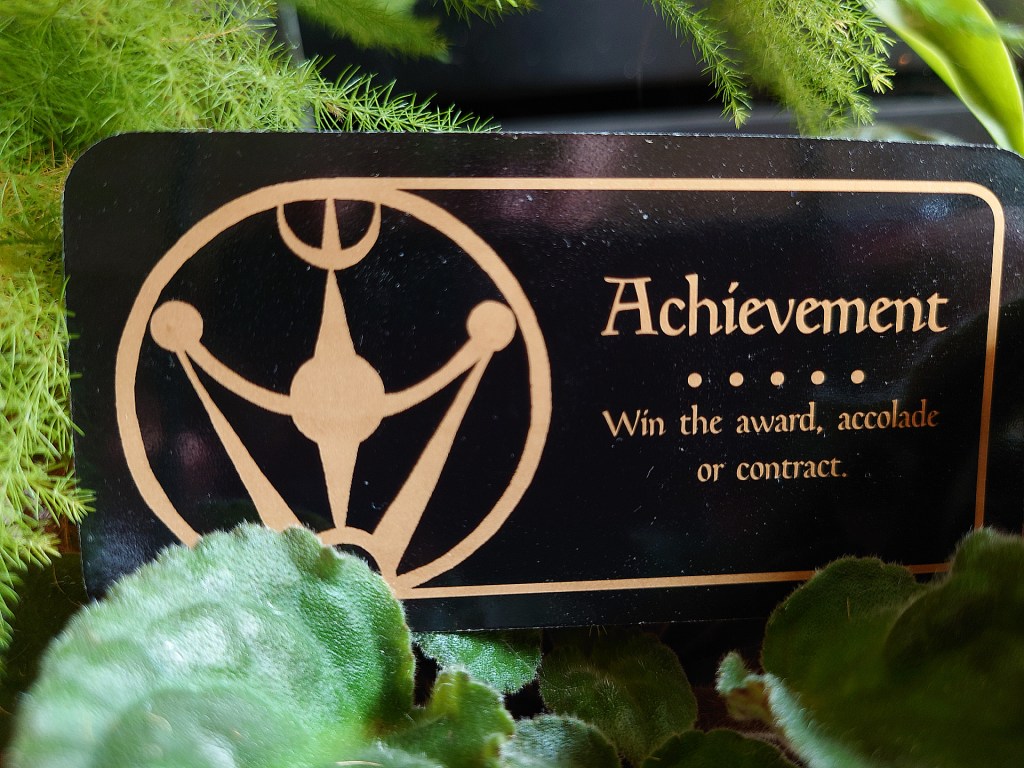 Achievement
Win the award, accolade
or contract.